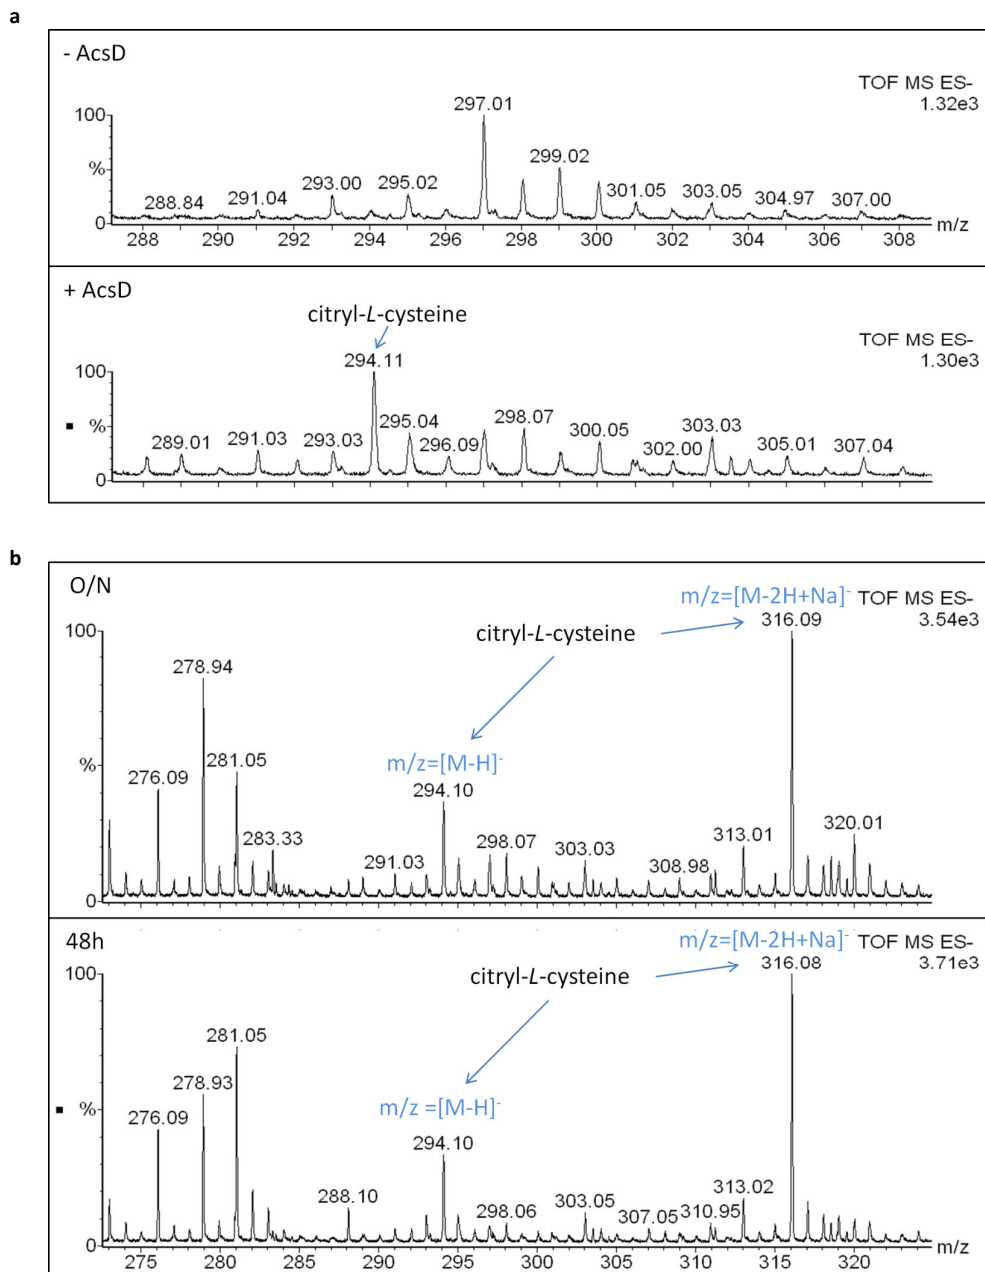 a
- AcsD
TOF MS ES-
1.32e3
297.01
100
%
0
288.84 291.04 293.00 295.02 299.02 301.05 303.05 304.97 307.00
288 290 292 294 296 298 300 302 304 306 308 m/z
+ AcsD
citryl-L-cysteine
TOF MS ES-
1.30e3
294.11
100
%
0
289.01 291.03 293.03 295.04 296.09 298.07 300.05 302.00 303.03 305.01 307.04
b
O/N
m/z=[M-2H+Na]- TOF MS ES-
316.09 3.54e3
citryl-L-cysteine
100
%
0
m/z=[M-H]-
276.09 278.94 281.05 283.33 291.03 294.10 298.07 303.03 308.98 313.01 320.01
48h
m/z=[M-2H+Na]- TOF MS ES-
316.08 3.71e3
citryl-L-cysteine
100
%
0
m/z =[M-H]-
276.09 278.93 281.05 288.10 294.10 298.06 303.05 307.05 310.95 313.02
275 280 285 290 295 300 305 310 315 320 m/z